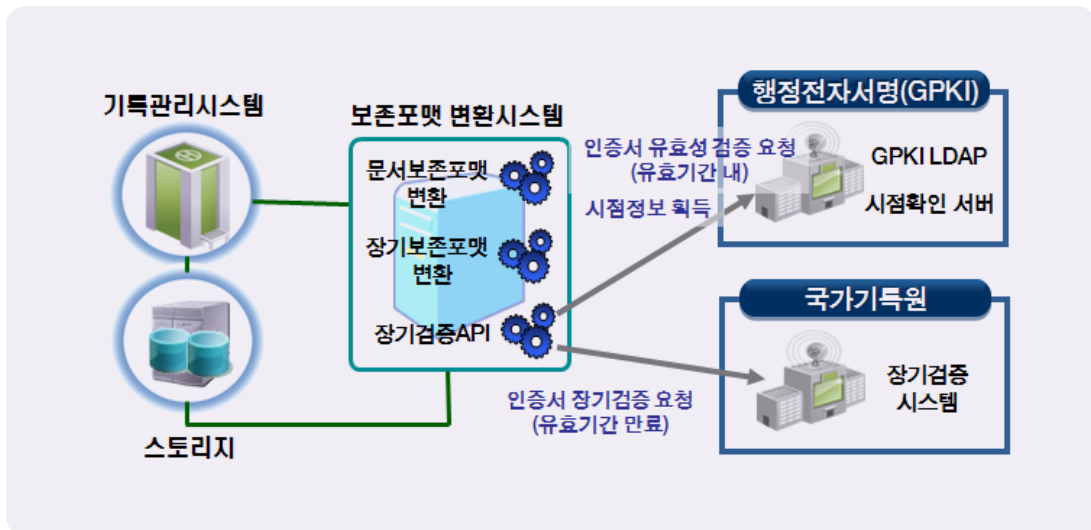 기록관리시스템
스토리지
보존포맷 변환시스템
문서보존포맷
변환
장기보존포맷
변환
장기검증API
인증서 유효성 검증 요청
(유효기간 내)
시점정보 획득
인증서 장기검증 요청
(유효기간 만료)
행정전자서명(GPKI)
GPKI LDAP
시점확인 서버
국가기록원
장기검증
시스템